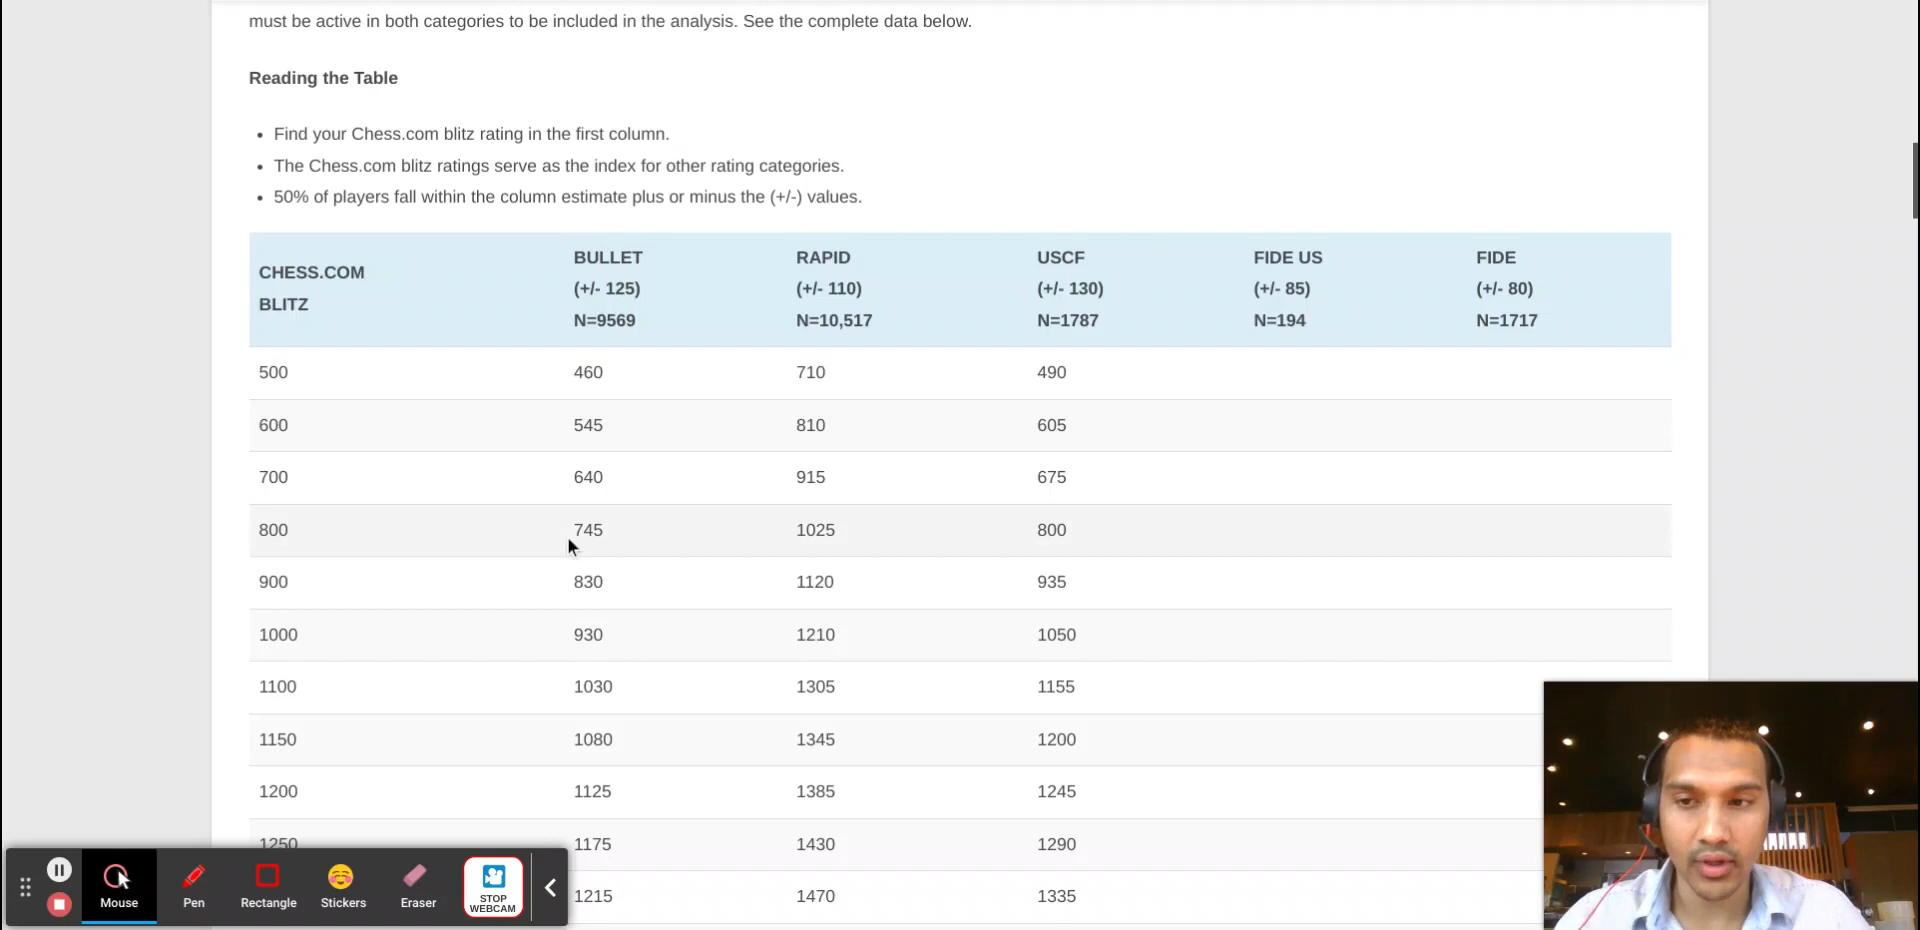 must be active in both categories to be included in the analysis. See the complete data below.
Reading the Table
• Find your Chess.com blitz rating in the first column.
• The Chess.com blitz ratings serve as the index for other rating categories.
• 50% of players fall within the column estimate plus or minus the (+/-) values.
CHESS.COM BLITZ BULLET (+/- 125) N=9569 RAPID (+/- 110) N=10,517 USCF (+/- 130) N=1787 FIDE US (+/- 85) N=194 FIDE (+/- 80) N=1717
500 460 710 490
600 545 810 605
700 640 915 675
800 745 1025 800
900 830 1120 935
1000 930 1210 1050
1100 1030 1305 1155
1150 1080 1345 1200
1200 1125 1385 1245
1250 1175 1430 1290
1215 1470 1335
Mouse Pen Rectangle Stickers Eraser STOP WEBCAM